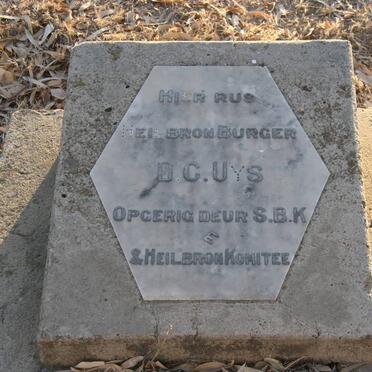 HIER RUS
HEILBRON BURGER
D.C. UYS
OPGERIG DEUR S.B.K
& HEILBRON KOMITEE